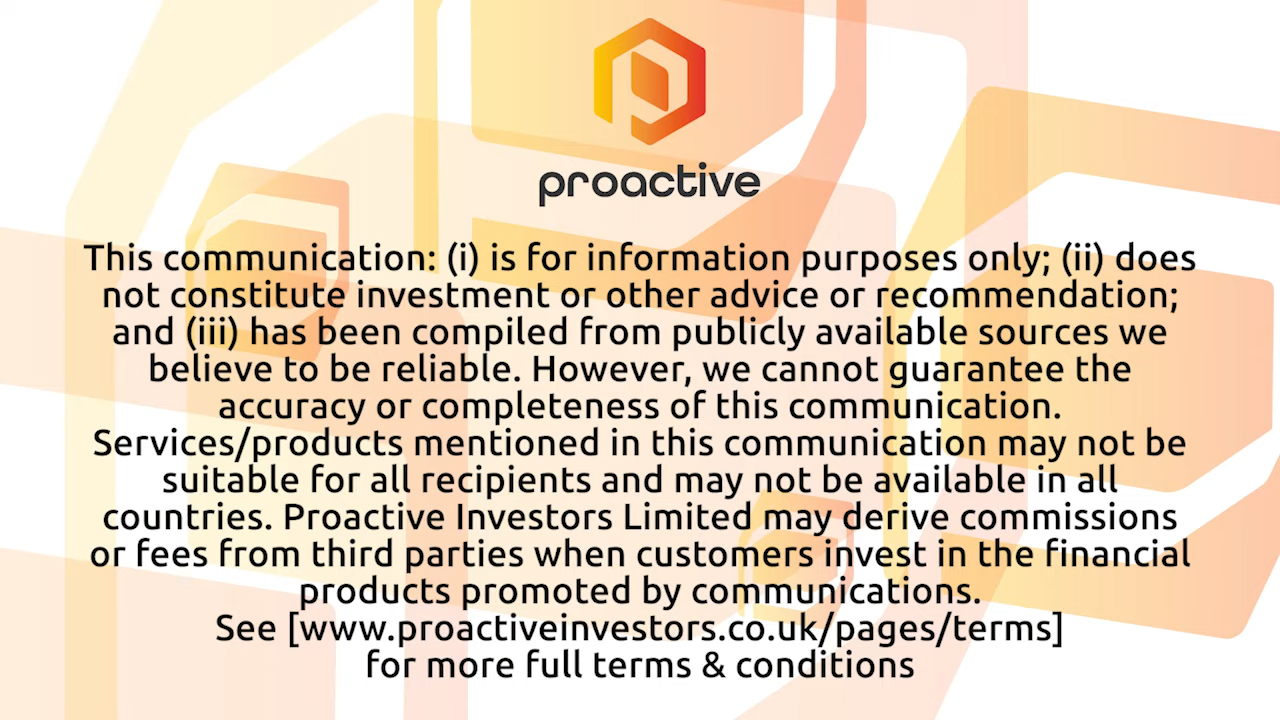 proactive
This communication: (i) is for information purposes only; (ii) does
not constitute investment or other advice or recommendation;
and (iii) has been compiled from publicly available sources we
believe to be reliable. However, we cannot guarantee the
accuracy or completeness of this communication.
Services/products mentioned in this communication may not be
suitable for all recipients and may not be available in all
countries. Proactive Investors Limited may derive commissions
or fees from third parties when customers invest in the financial
products promoted by communications.
See [www.proactiveinvestors.co.uk/pages/terms]
for more full terms & conditions